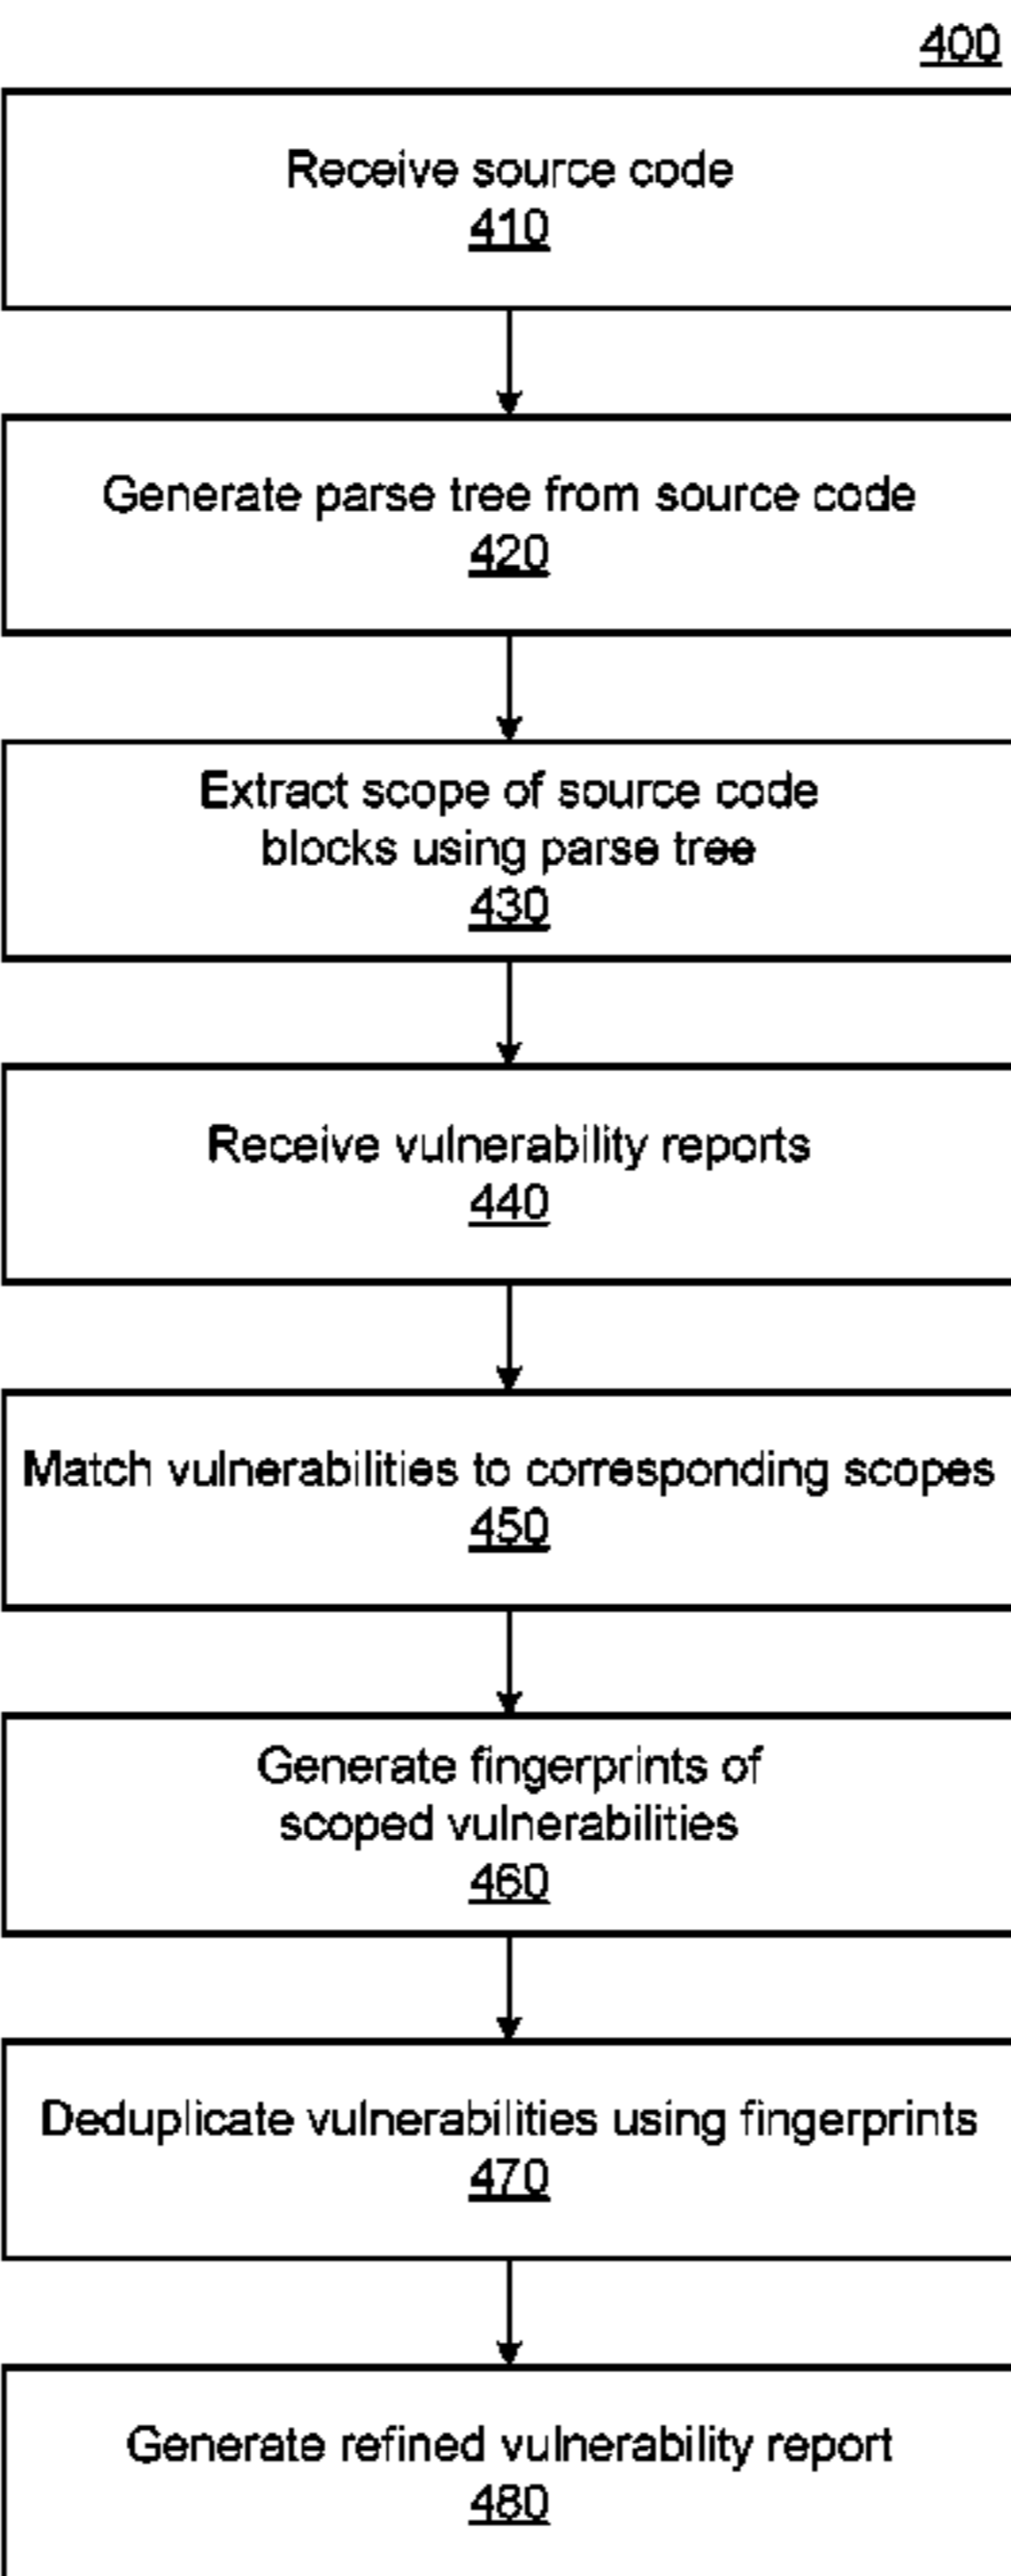 400
Receive source code
410
Generate parse tree from source code
420
Extract scope of source code
blocks using parse tree
430
Receive vulnerability reports
440
Match vulnerabilities to corresponding scopes
450
Generate fingerprints of
scoped vulnerabilities
460
Deduplicate vulnerabilities using fingerprints
470
Generate refined vulnerability report
480